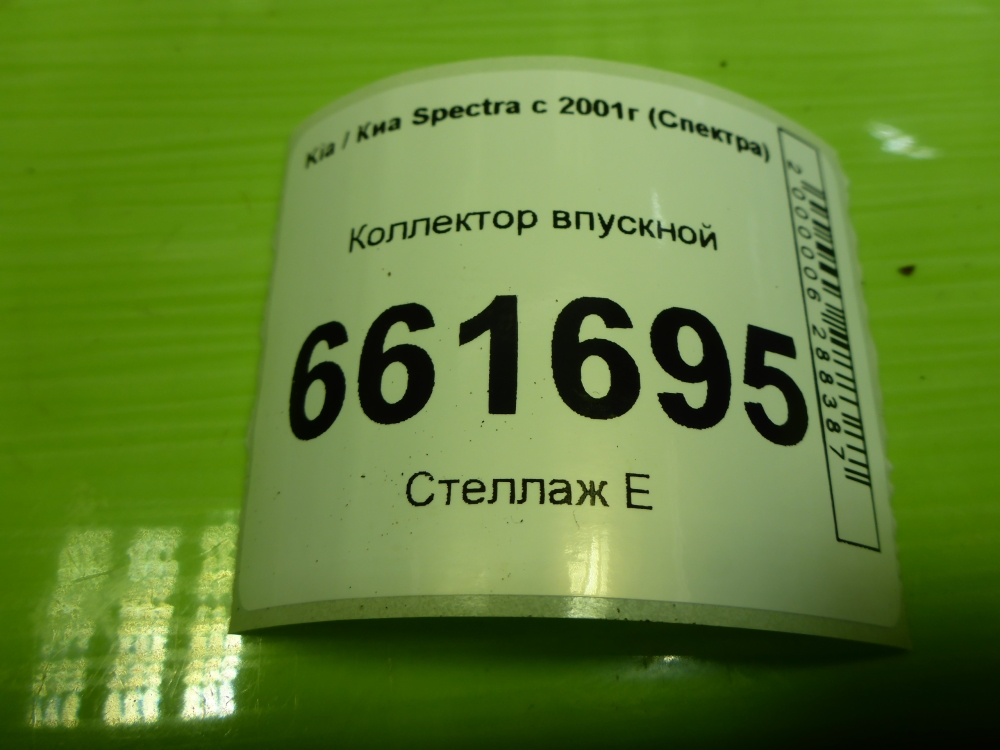 Kia / Киа Spectra с 2001г (Спектра)
Коллектор впускной
661695
Стеллаж Е
2000006288387